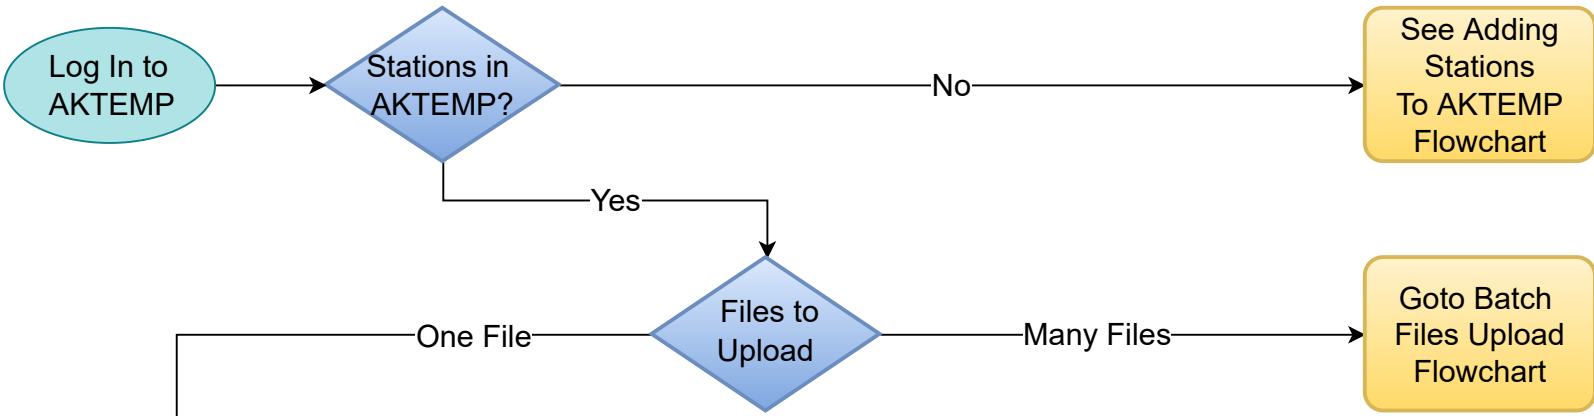 Log In to
AKTEMP
Stations in
AKTEMP?
No
See Adding
Stations
To AKTEMP
Flowchart
Yes
One File
Files to
Upload
Many Files
Goto Batch
Files Upload
Flowchart